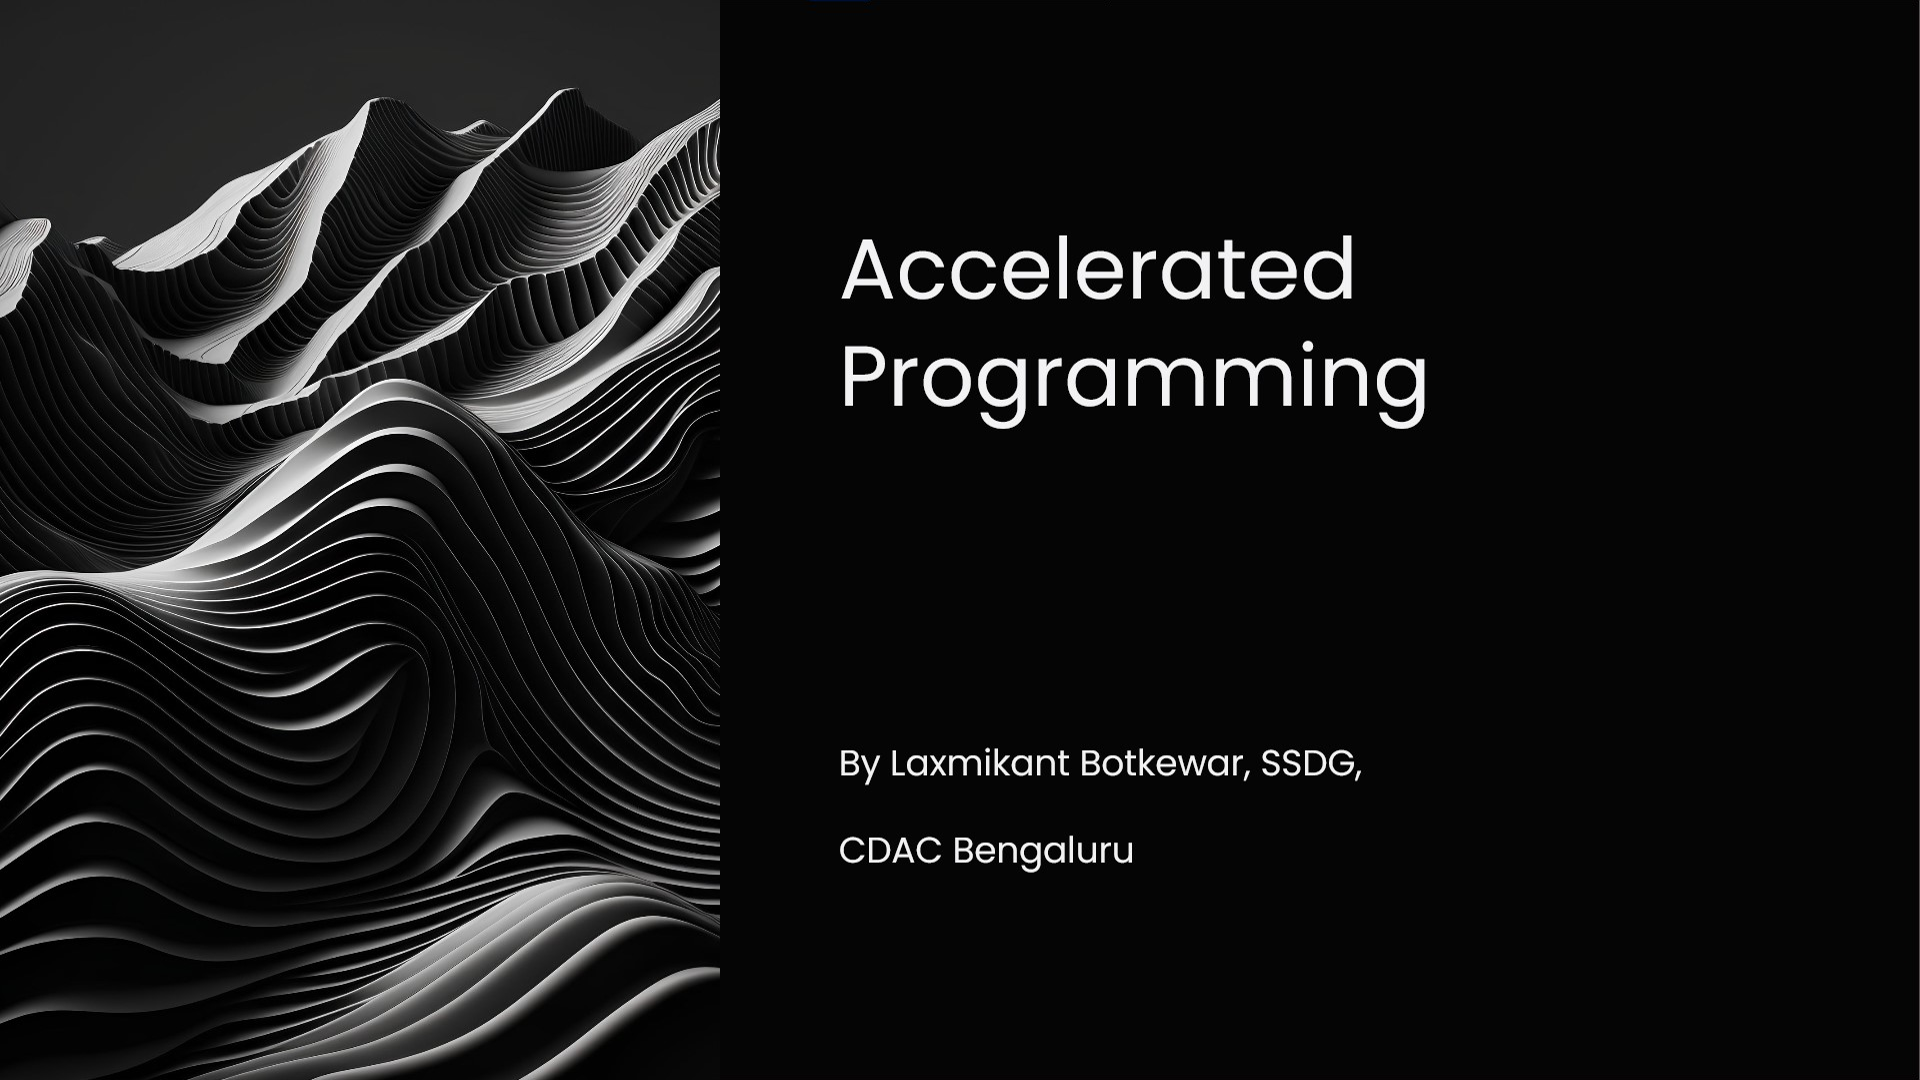 Accelerated
Programming
By Laxmikant Botkewar, SSDG,
CDAC Bengaluru